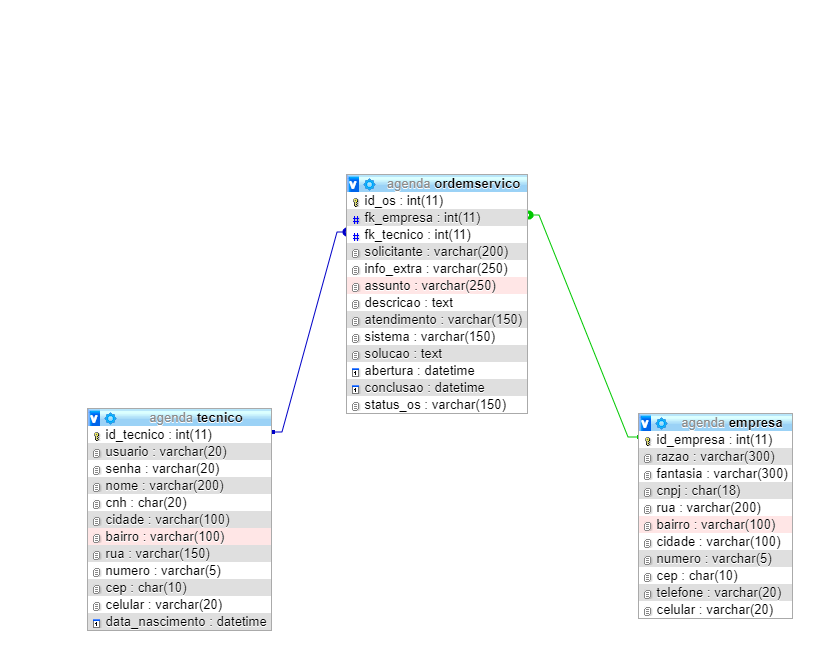 agenda ordemservico
id_os : int(11)
fk_empresa : int(11)
fk_tecnico : int(11)
solicitante : varchar(200)
info_extra : varchar(250)
assunto : varchar(250)
descricao : text
atendimento : varchar(150)
sistema : varchar(150)
solucao : text
abertura : datetime
conclusao : datetime
status_os : varchar(150)
agenda tecnico
id_tecnico : int(11)
usuario : varchar(20)
senha : varchar(20)
nome : varchar(200)
cnh : char(20)
cidade : varchar(100)
bairro : varchar(100)
rua : varchar(150)
numero : varchar(5)
cep : char(10)
celular : varchar(20)
data_nascimento : datetime
agenda empresa
id_empresa : int(11)
razao : varchar(300)
fantasia : varchar(300)
cnpj : char(18)
rua : varchar(200)
bairro : varchar(100)
cidade : varchar(100)
numero : varchar(5)
cep : char(10)
telefone : varchar(20)
celular : varchar(20)